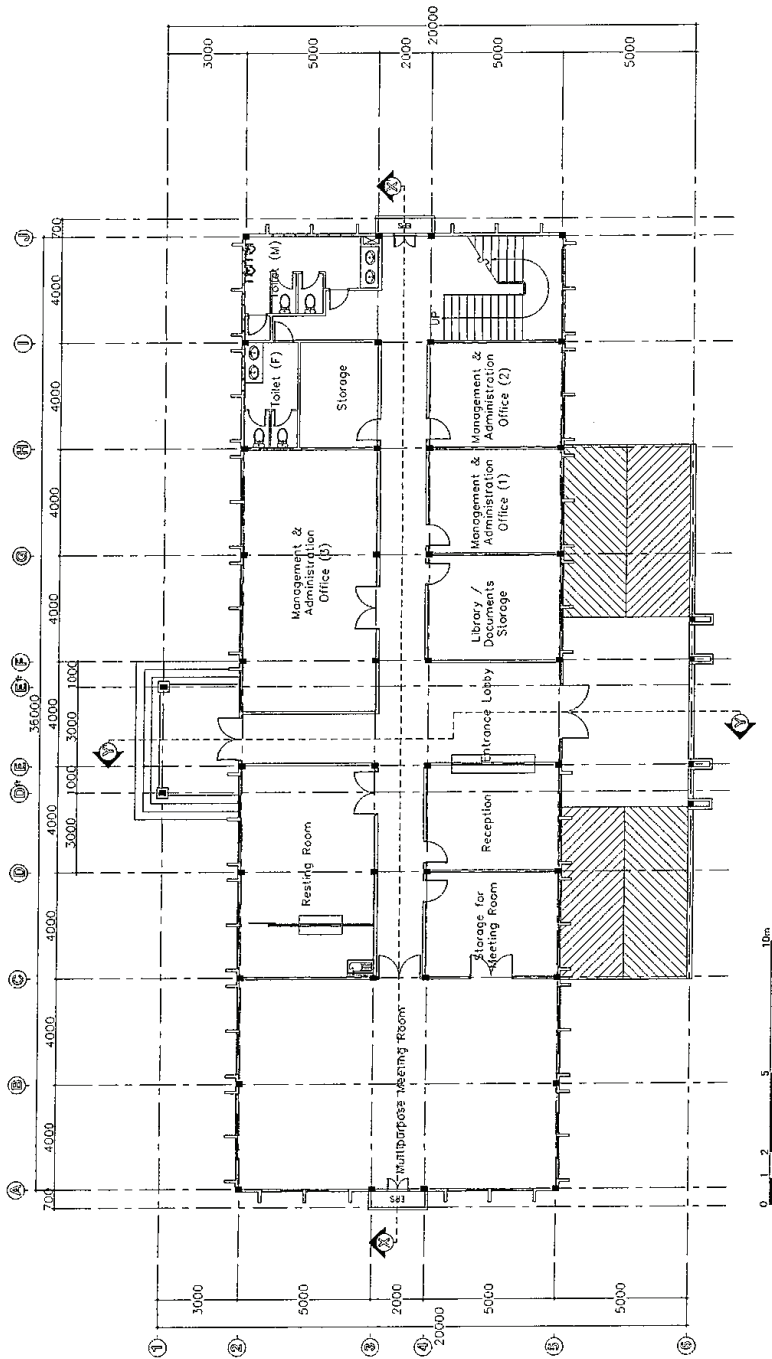 3000
5000
2000
5000
5000
20000
J
I
H
G
F
E'
E
D'
D
C
B
A
700
4000
4000
4000
4000
4000
4000
4000
4000
4000
700
36000
1000
3000
1000
3000
X
Toilet (M)
Toilet (F)
Storage
UP
Management &
Administration
Office (2)
Management &
Administration
Office (1)
Management &
Administration
Office (3)
Library /
Documents
Storage
Entrance Lobby
Y
Y
Reception
Resting Room
Storage for
Meeting Room
Multipurpose Meeting Room
ERS
X
0 1 2 5 10m
3000
5000
2000
5000
5000
20000
1
2
3
4
5
6